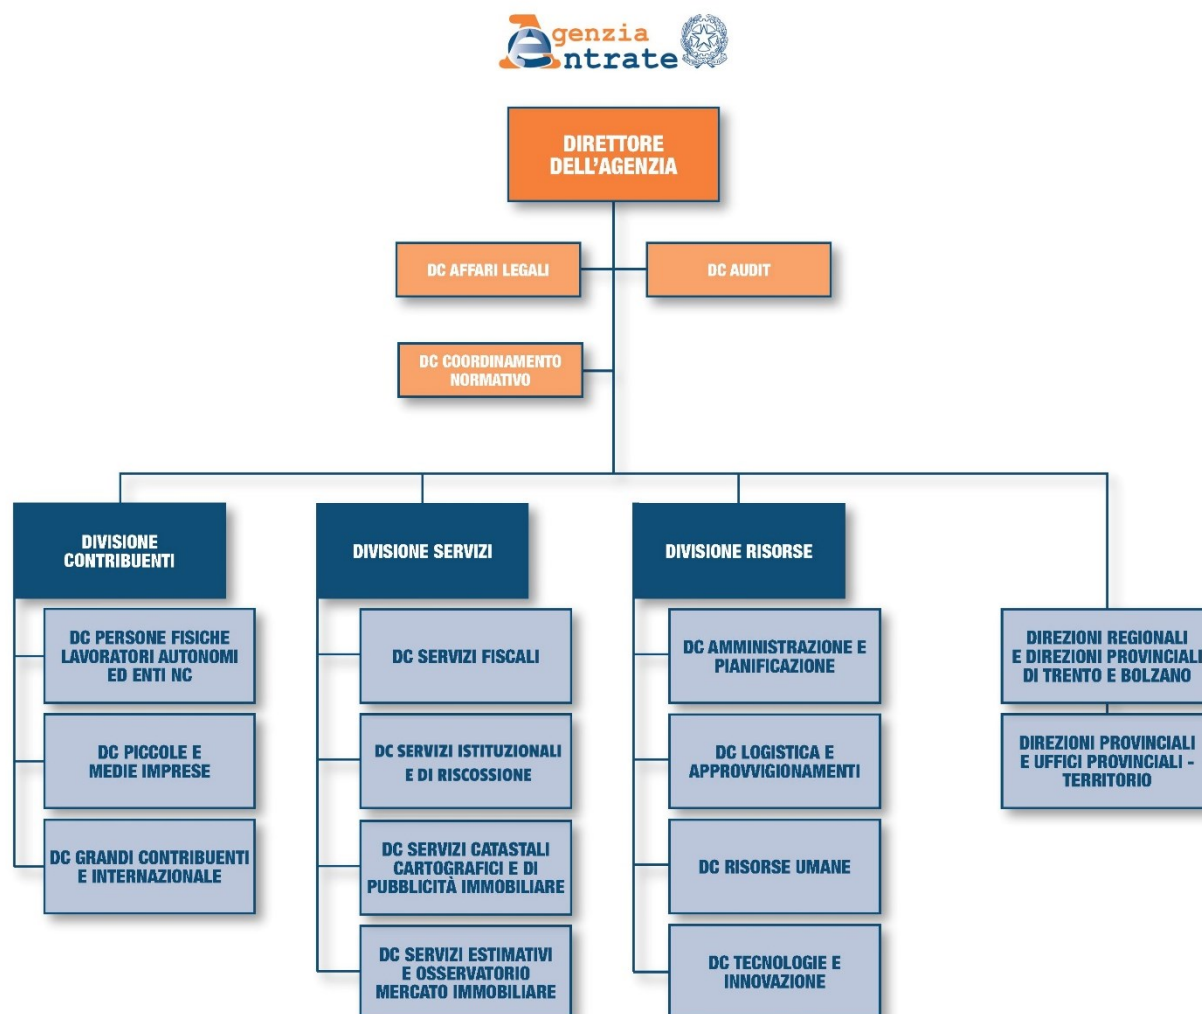 Agenzia
Entrate
DIRETTORE
DELL'AGENZIA
DC AFFARI LEGALI
DC AUDIT
DC COORDINAMENTO
NORMATIVO
DIVISIONE
CONTRIBUENTI
DC PERSONE FISICHE
LAVORATORI AUTONOMI
ED ENTI NC
DC PICCOLE E
MEDIE IMPRESE
DC GRANDI CONTRIBUENTI
E INTERNAZIONALE
DIVISIONE SERVIZI
DC SERVIZI FISCALI
DC SERVIZI ISTITUZIONALI
E DI RISCOSSIONE
DC SERVIZI CATASTALI
CARTOGRAFICI E DI
PUBBLICITÀ IMMOBILIARE
DC SERVIZI ESTIMATIVI
E OSSERVATORIO
MERCATO IMMOBILIARE
DIVISIONE RISORSE
DC AMMINISTRAZIONE E
PIANIFICAZIONE
DC LOGISTICA E
APPROVVIGIONAMENTI
DC RISORSE UMANE
DC TECNOLOGIE E
INNOVAZIONE
DIREZIONI REGIONALI
E DIREZIONI PROVINCIALI
DI TRENTO E BOLZANO
DIREZIONI PROVINCIALI
E UFFICI PROVINCIALI -
TERRITORIO